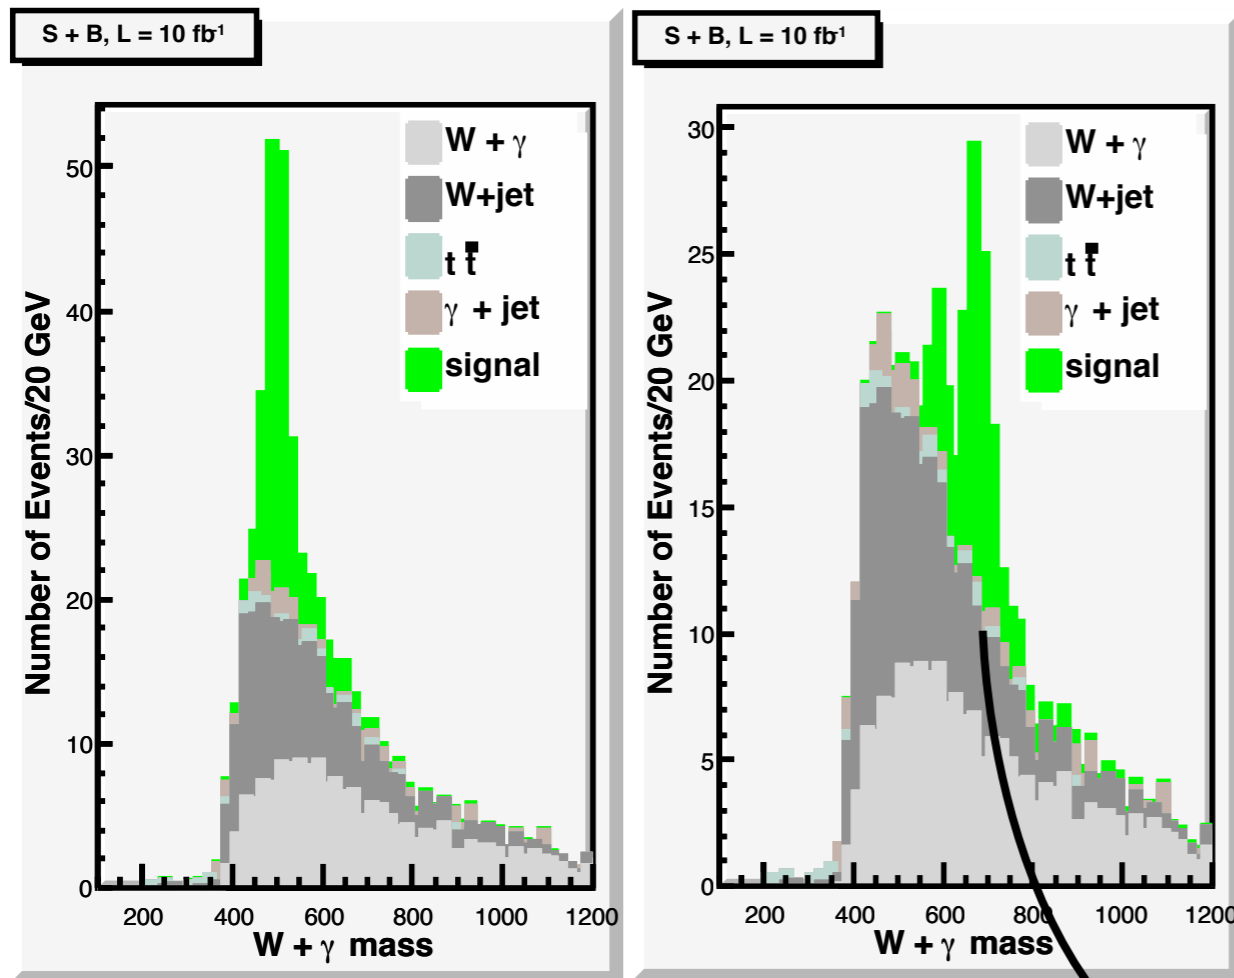 S + B, L = 10 fb-1
Number of Events/20 GeV
50
40
30
20
10
0
W + γ
W+jet
t t̄
γ + jet
signal
200 400 600 800 1000 1200
W + γ mass
S + B, L = 10 fb-1
Number of Events/20 GeV
30
25
20
15
10
5
0
W + γ
W+jet
t t̄
γ + jet
signal
200 400 600 800 1000 1200
W + γ mass